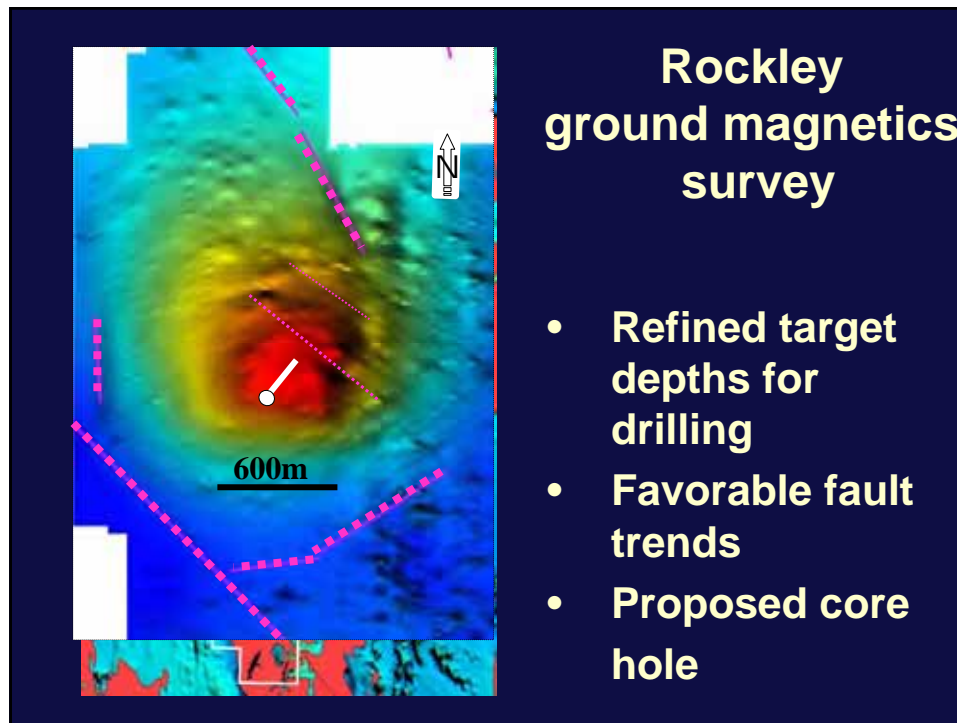 Rockley
ground magnetics
survey
N
600m
• Refined target
depths for
drilling
• Favorable fault
trends
• Proposed core
hole